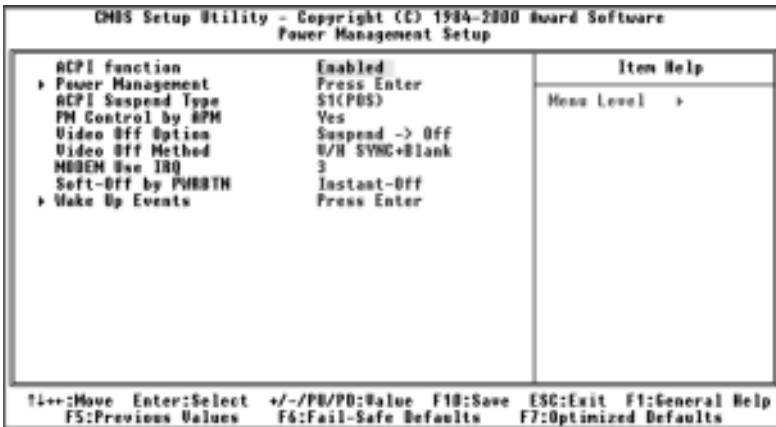 CMOS Setup Utility - Copyright (C) 1984-2000 Award Software
Power Management Setup
ACPI function Enabled
▸ Power Management Press Enter
ACPI Suspend Type S1(POS)
PM Control by APM Yes
Video Off Option Suspend -> Off
Video Off Method V/H SYNC+Blank
MODEM Use IRQ 3
Soft-Off by PWRBTN Instant-Off
▸ Wake Up Events Press Enter
Item Help
Menu Level ▸
↑↓←→:Move Enter:Select +/-/PU/PD:Value F10:Save ESC:Exit F1:General Help
F5:Previous Values F6:Fail-Safe Defaults F7:Optimized Defaults